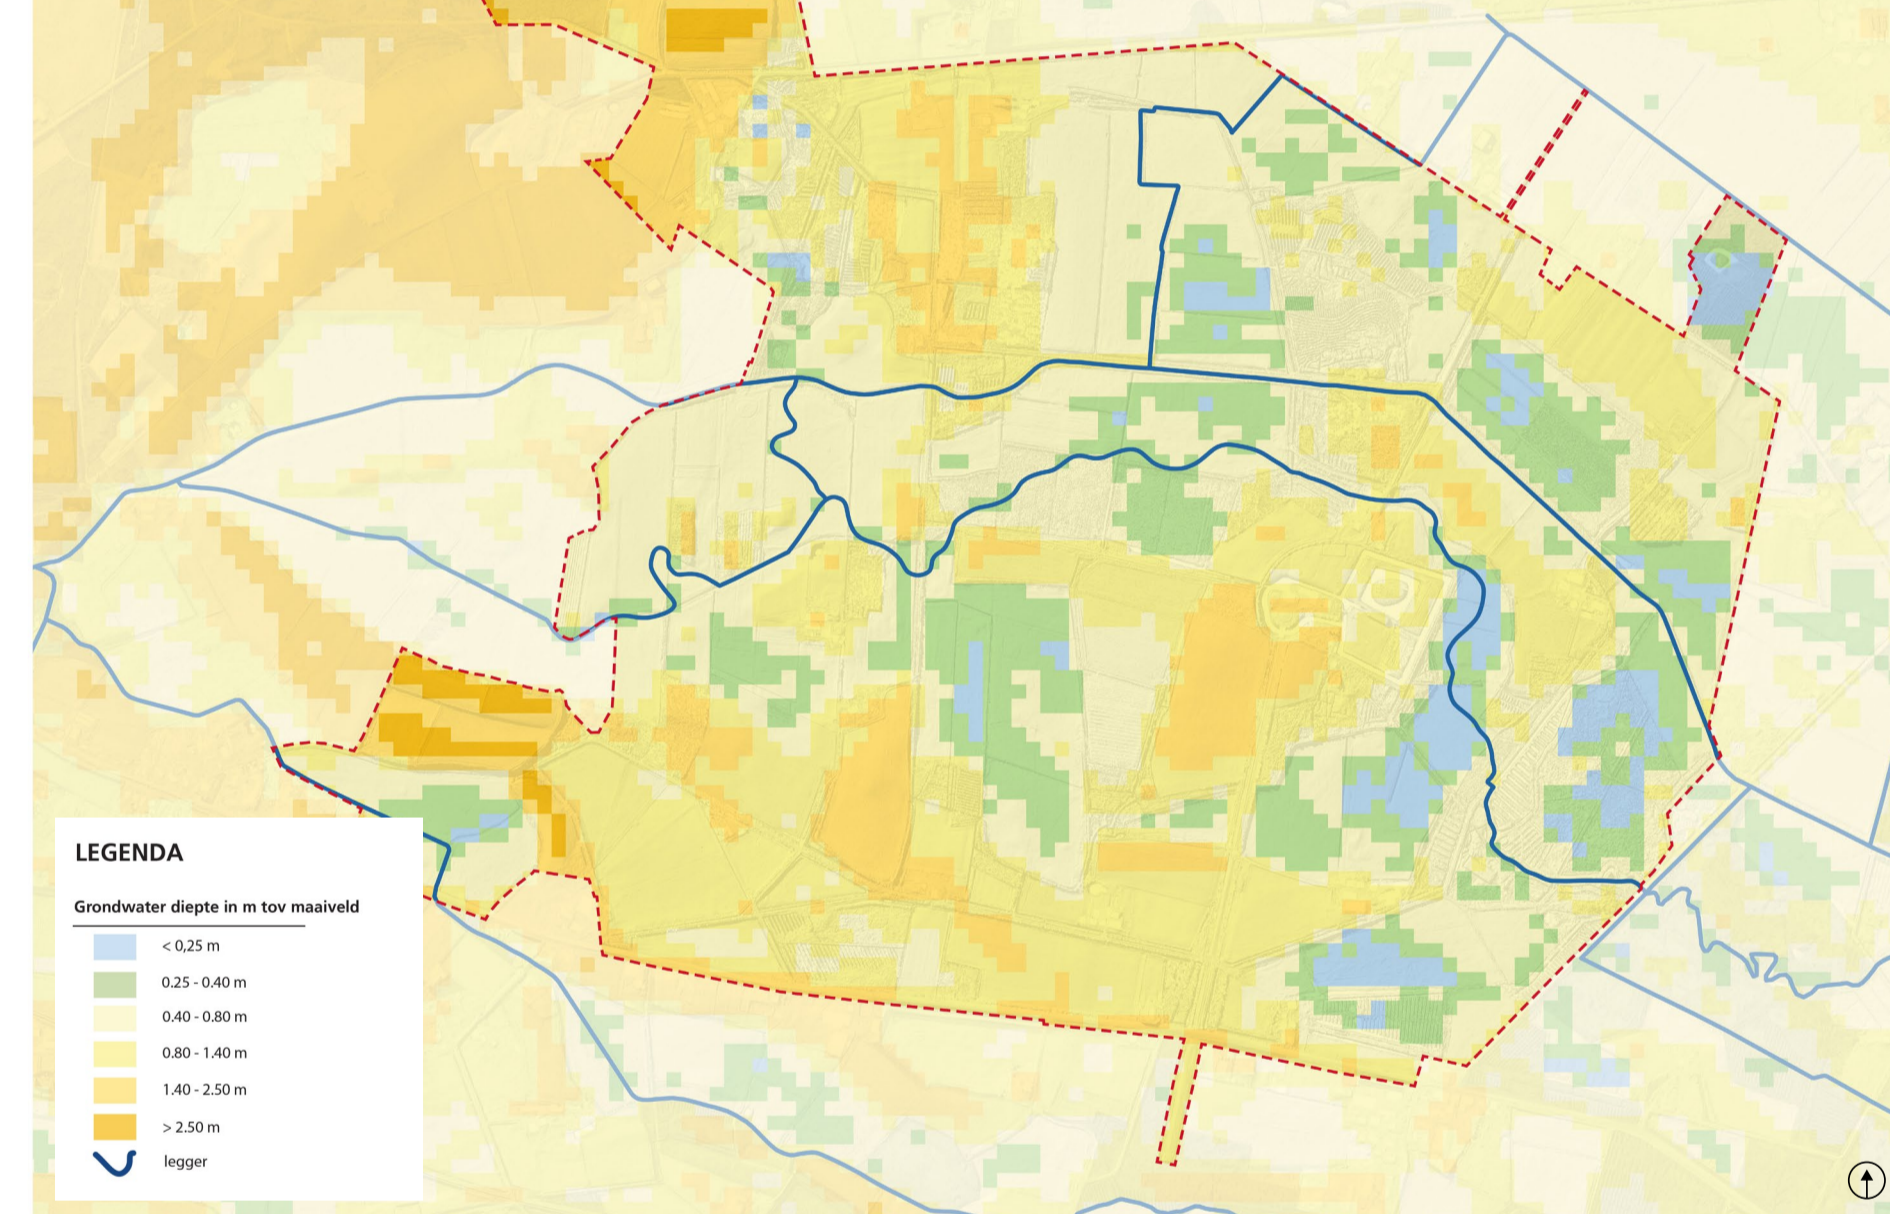 LEGENDA
Grondwater diepte in m tov maaiveld
< 0,25 m
0.25 - 0.40 m
0.40 - 0.80 m
0.80 - 1.40 m
1.40 - 2.50 m
> 2.50 m
legger